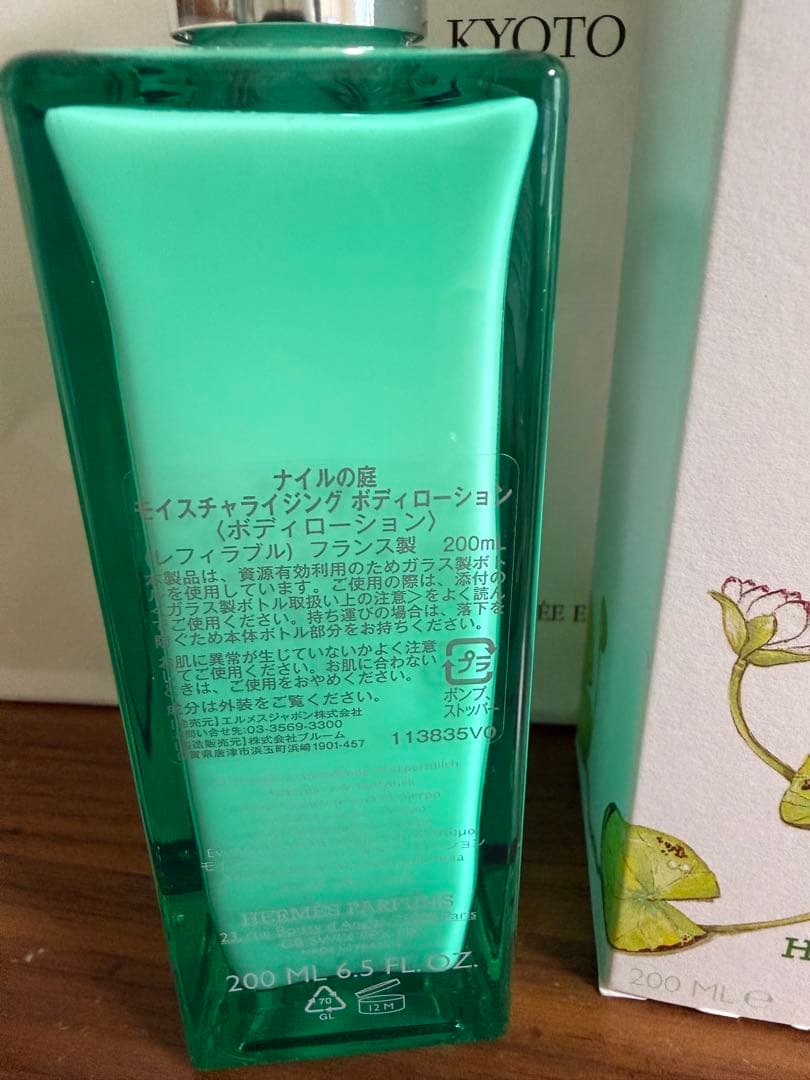 KYOTO
ナイルの庭
モイスチャライジング ボディローション
〈ボディローション〉
レフィラブル) フランス製 200mL
本製品は、資源有効利用のためガラス製ボト
を使用しています。ご使用の際は、添付の
<ガラス製ボトル取扱い上の注意>をよく読ん
でご使用ください。持ち運びの場合は、落下を
ぐため本体ボトル部分をお持ちください。
お肌に異常が生じていないかよく注意
してご使用ください。お肌に合わない
ときは、ご使用をおやめください。
成分は外装をご覧ください。
プラ
ポンプ、
ストッパー
発売元】エルメスジャポン株式会社
問い合せ先:03-3569-3300
製造販売元】株式会社ブルーム
賀県唐津市浜玉町浜崎1901-457
113835V0
HERMÈS PARFUMS
23, rue Boissy d'Anglas Paris
200 ML 6.5 FL. OZ.
70
GL
12 M
ÉE E
H
200 ML e